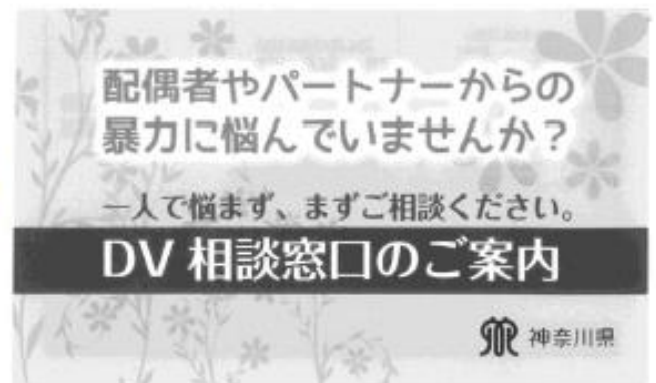 配偶者やパートナーからの
暴力に悩んでいませんか？
一人で悩まず、まずご相談ください。
DV 相談窓口のご案内
神奈川県